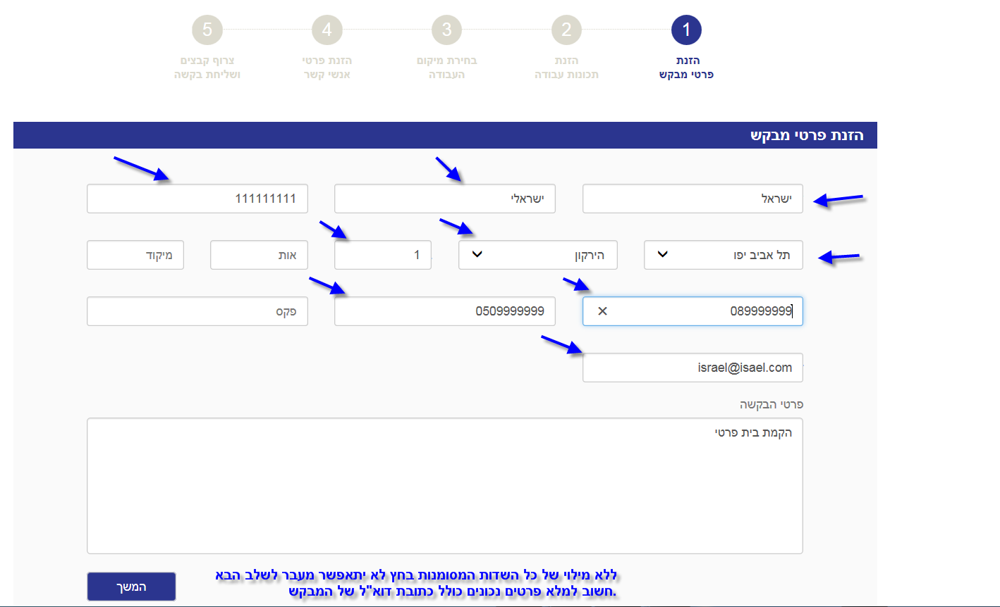 1
הזנת
פרטי מבקש
2
הזנת
תכונות עבודה
3
בחירת מיקום
העבודה
4
הזנת פרטי
אנשי קשר
5
צרוף קבצים
ושליחת בקשה
הזנת פרטי מבקש
ישראל
ישראלי
111111111
תל אביב יפו
הירקון
1
אות
מיקוד
089999999
0509999999
פקס
israel@isael.com
פרטי הבקשה
הקמת בית פרטי
ללא מילוי של כל השדות המסומנות בחץ לא יתאפשר מעבר לשלב הבא
.חשוב למלא פרטים נכונים כולל כתובת דוא"ל של המבקש
המשך